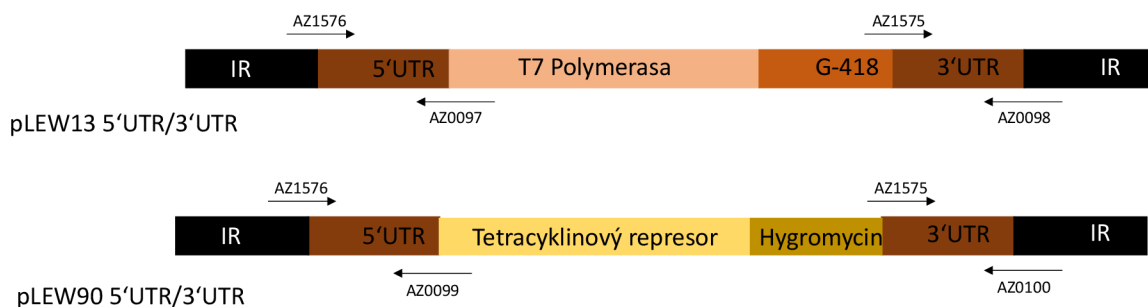 AZ1576 AZ1575
IR 5‘UTR T7 Polymerasa G-418 3‘UTR IR
AZ0097 AZ0098
pLEW13 5‘UTR/3‘UTR
AZ1576 AZ1575
IR 5‘UTR Tetracyklinový represor Hygromycin 3‘UTR IR
AZ0099 AZ0100
pLEW90 5‘UTR/3‘UTR